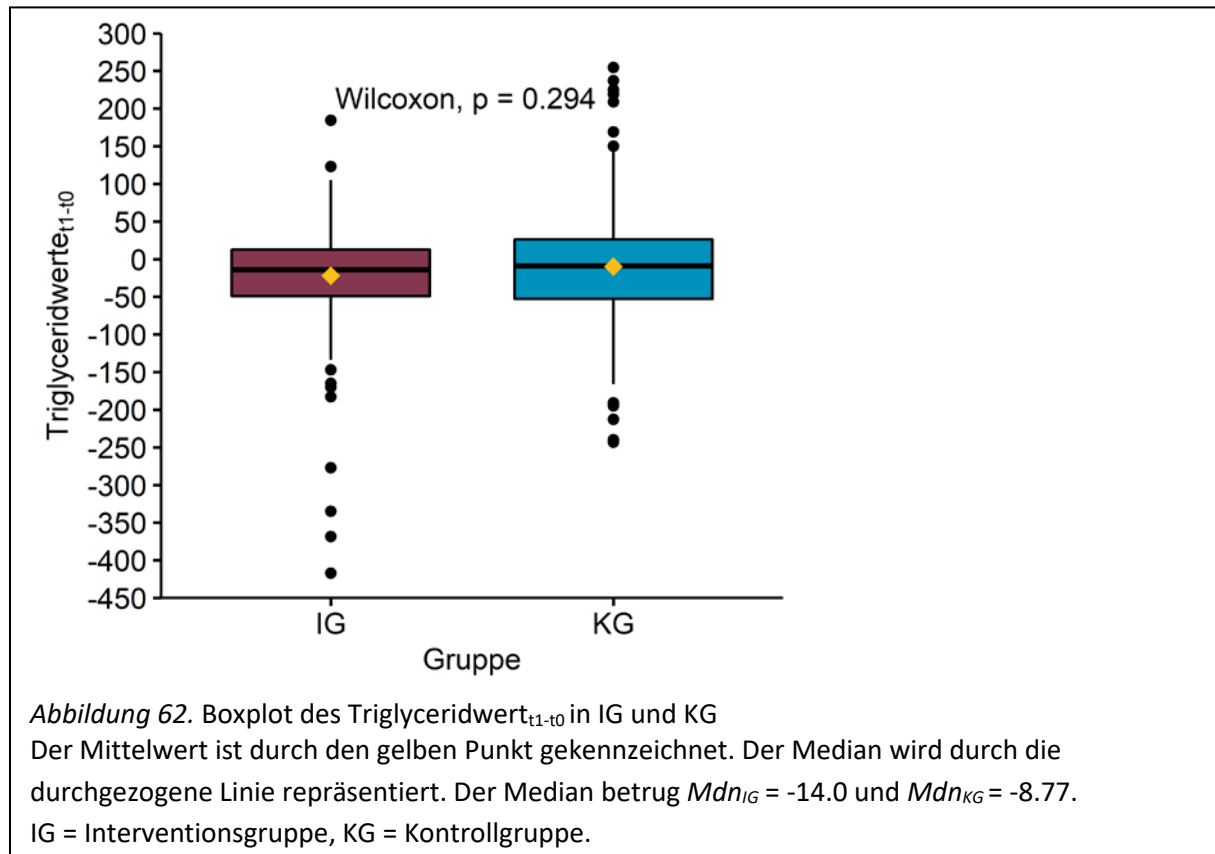 300
250
200
150
100
50
0
-50
-100
-150
-200
-250
-300
-350
-400
-450
Triglyceridwerte t1-t0
Wilcoxon, p = 0.294
IG KG
Gruppe
Abbildung 62. Boxplot des Triglyceridwert t1-t0 in IG und KG
Der Mittelwert ist durch den gelben Punkt gekennzeichnet. Der Median wird durch die
durchgezogene Linie repräsentiert. Der Median betrug Mdn IG = -14.0 und Mdn KG = -8.77.
IG = Interventionsgruppe, KG = Kontrollgruppe.